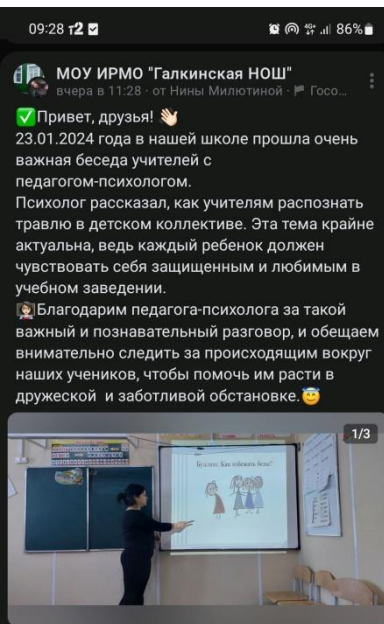 09:28 т2 4G+ 86%
МОУ ИРМО "Галкинская НОШ"
вчера в 11:28 · от Нины Милютиной · Госо...
Привет, друзья!
23.01.2024 года в нашей школе прошла очень
важная беседа учителей с
педагогом-психологом.
Психолог рассказал, как учителям распознать
травлю в детском коллективе. Эта тема крайне
актуальна, ведь каждый ребенок должен
чувствовать себя защищенным и любимым в
учебном заведении.
Благодарим педагога-психолога за такой
важный и познавательный разговор, и обещаем
внимательно следить за происходящим вокруг
наших учеников, чтобы помочь им расти в
дружеской и заботливой обстановке.
1/3
Буллинг. Как избежать беды?